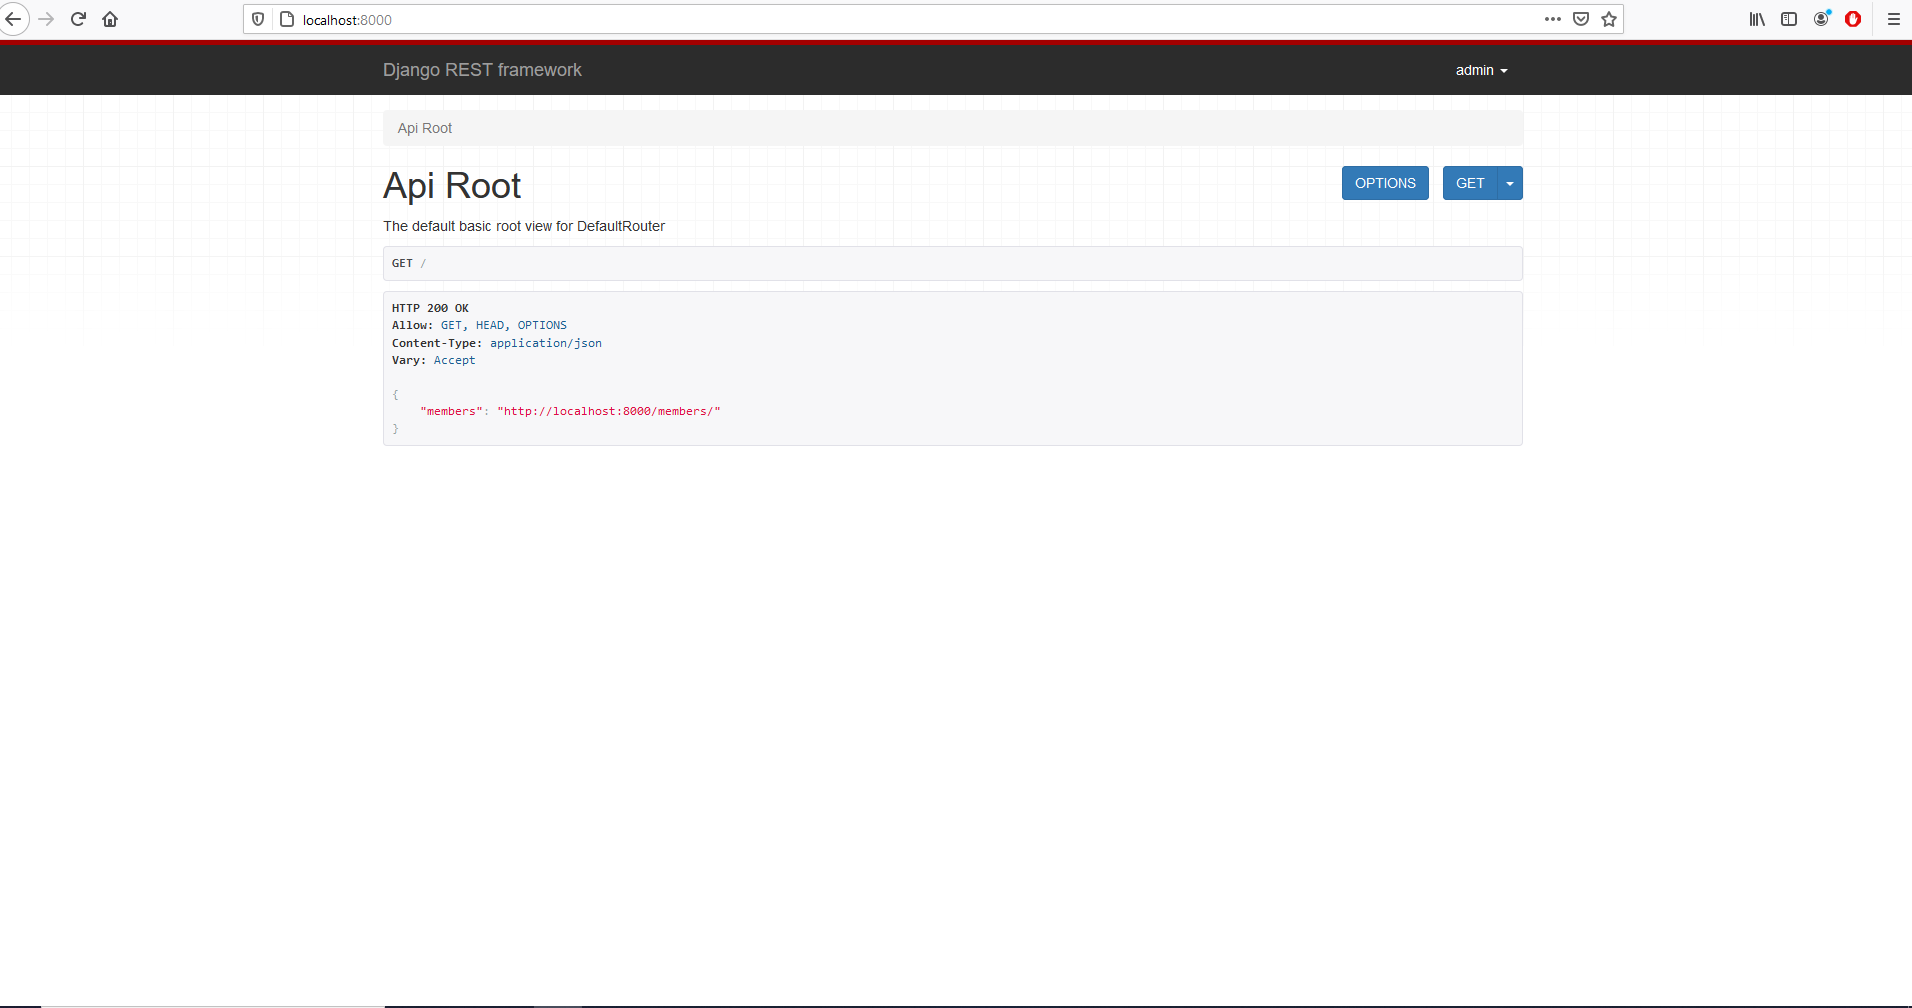 localhost:8000
Django REST framework
admin
Api Root
Api Root
OPTIONS
GET
The default basic root view for DefaultRouter
GET /
HTTP 200 OK
Allow: GET, HEAD, OPTIONS
Content-Type: application/json
Vary: Accept
{
"members": "http://localhost:8000/members/"
}